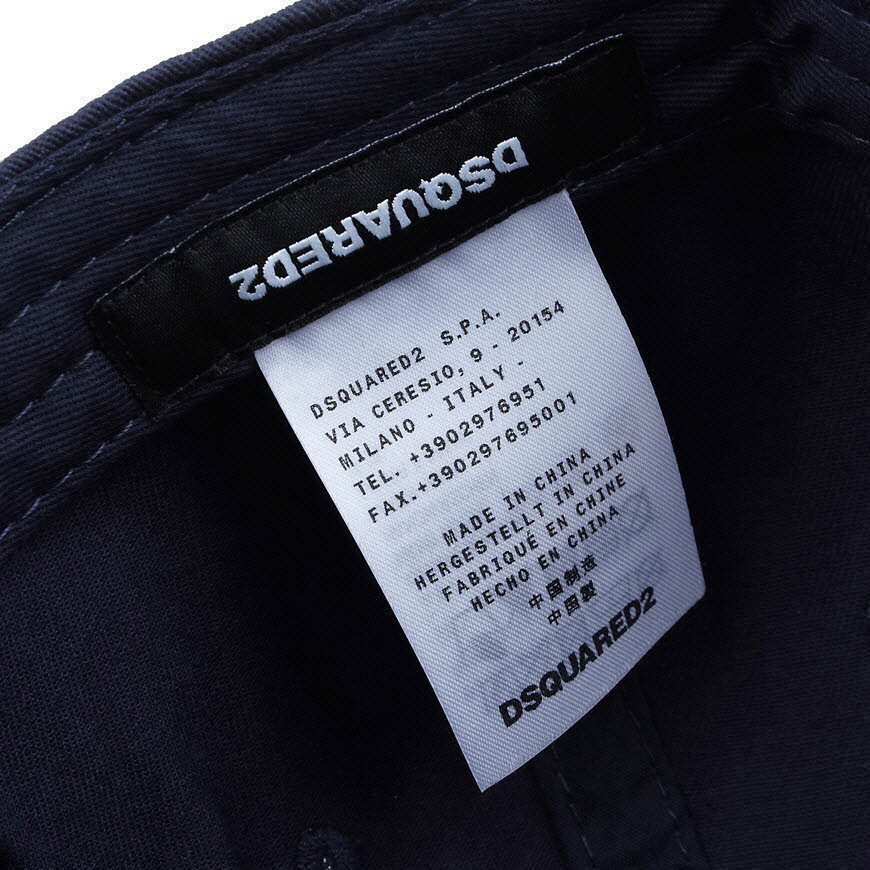 DSQUARED2
DSQUARED2 S.P.A.
VIA CERESIO, 9 - 20154
MILANO - ITALY -
TEL. +3902976951
FAX.+390297695001
MADE IN CHINA
HERGESTELLT IN CHINA
FABRIQUÉ EN CHINE
HECHO EN CHINA
中国制造
中国製
DSQUARED2